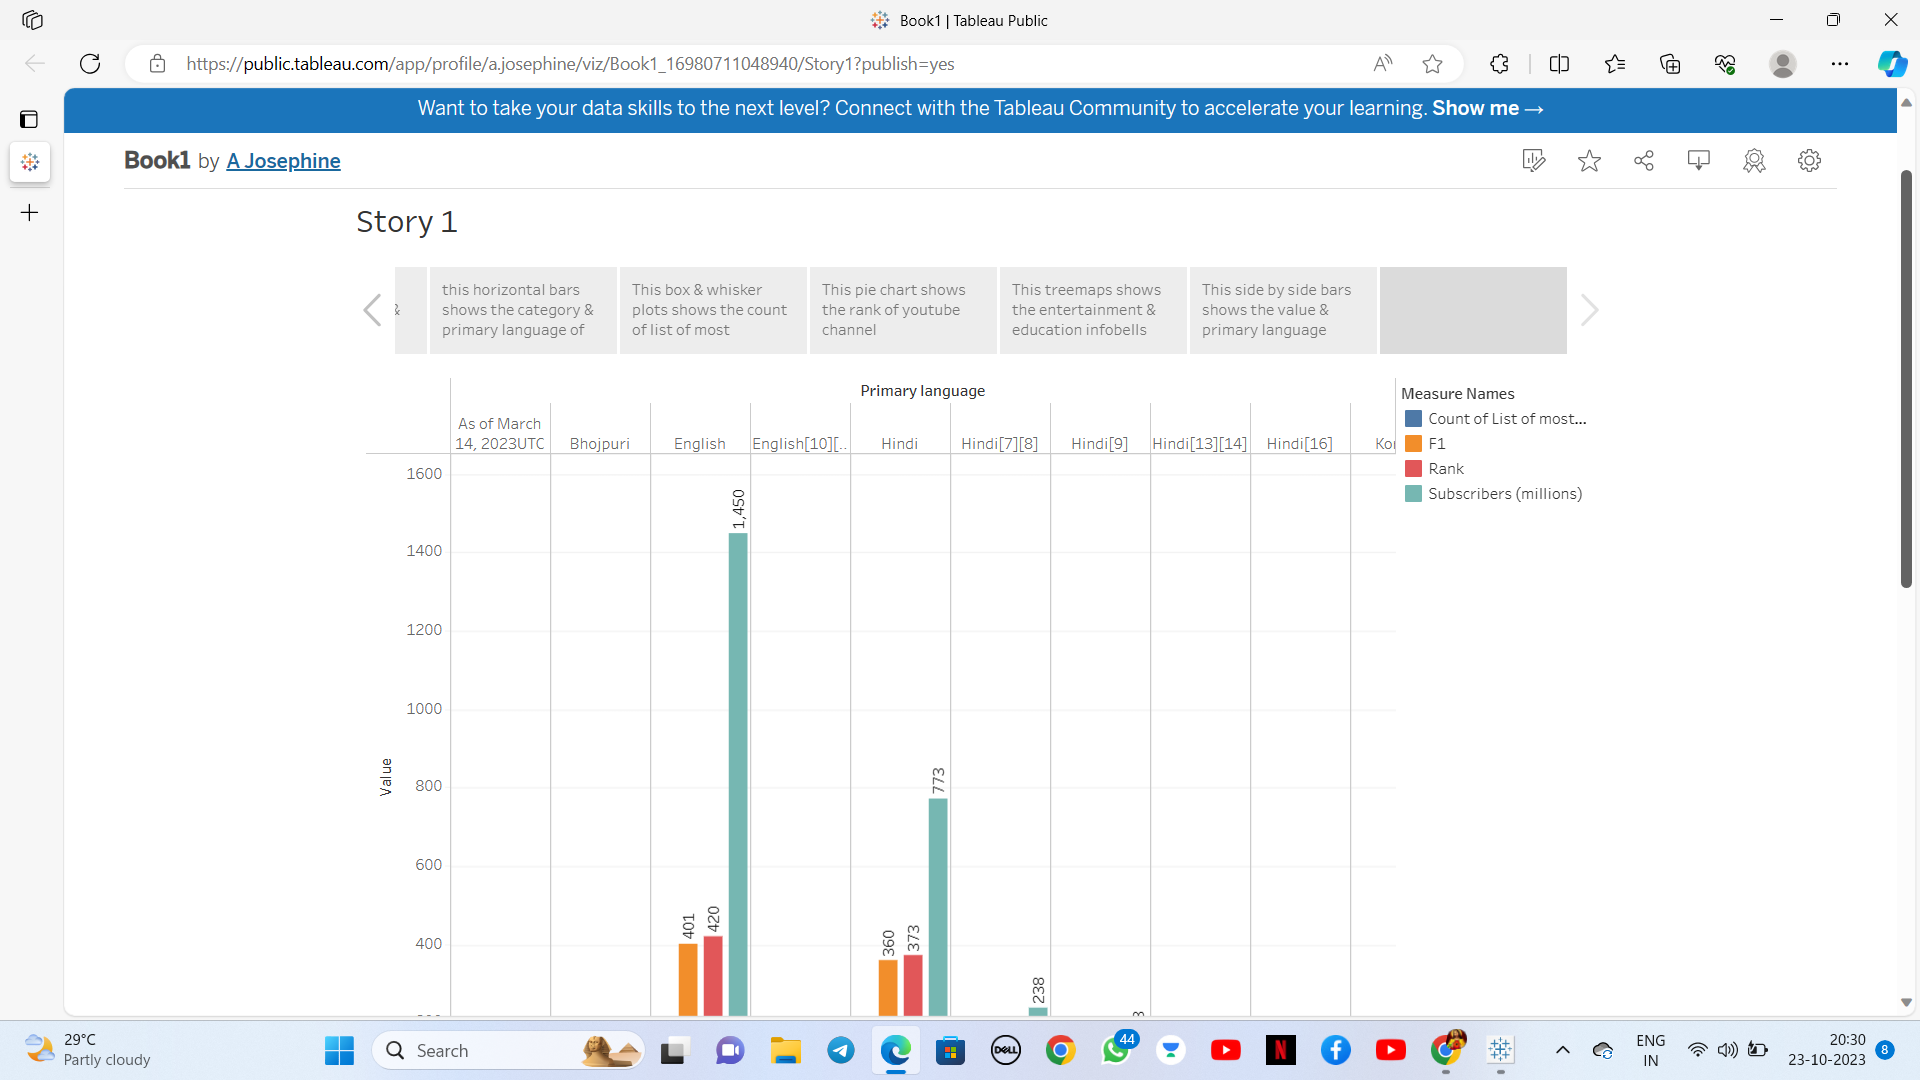 Book1 | Tableau Public
https://public.tableau.com/app/profile/a.josephine/viz/Book1_16980711048940/Story1?publish=yes
Want to take your data skills to the next level? Connect with the Tableau Community to accelerate your learning. Show me →
Book1 by A Josephine
Story 1
&
this horizontal bars
shows the category &
primary language of
This box & whisker
plots shows the count
of list of most
This pie chart shows
the rank of youtube
channel
This treemaps shows
the entertainment &
education infobells
This side by side bars
shows the value &
primary language
Primary language
As of March
14, 2023UTC
Bhojpuri
English
English[10][..
Hindi
Hindi[7][8]
Hindi[9]
Hindi[13][14]
Hindi[16]
Kor
Measure Names
Count of List of most...
F1
Rank
Subscribers (millions)
1600
1400
1200
1000
800
600
400
Value
401
420
1,450
360
373
773
238
29°C
Partly cloudy
Search
DELL
44
N
ENG
IN
20:30
23-10-2023
8